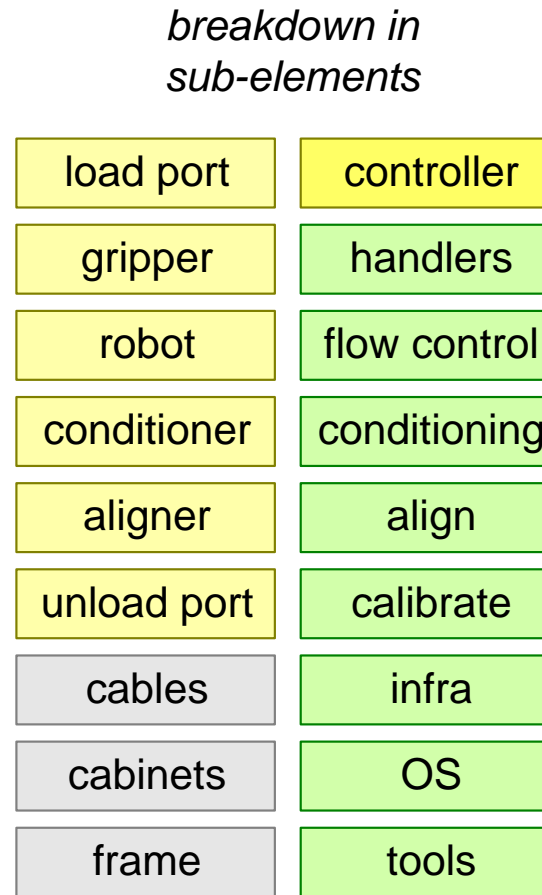 breakdown in
sub-elements
load port
controller
gripper
handlers
robot
flow control
conditioner
conditioning
aligner
align
unload port
calibrate
cables
infra
cabinets
OS
frame
tools